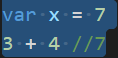 var x = 7
3 + 4 //7